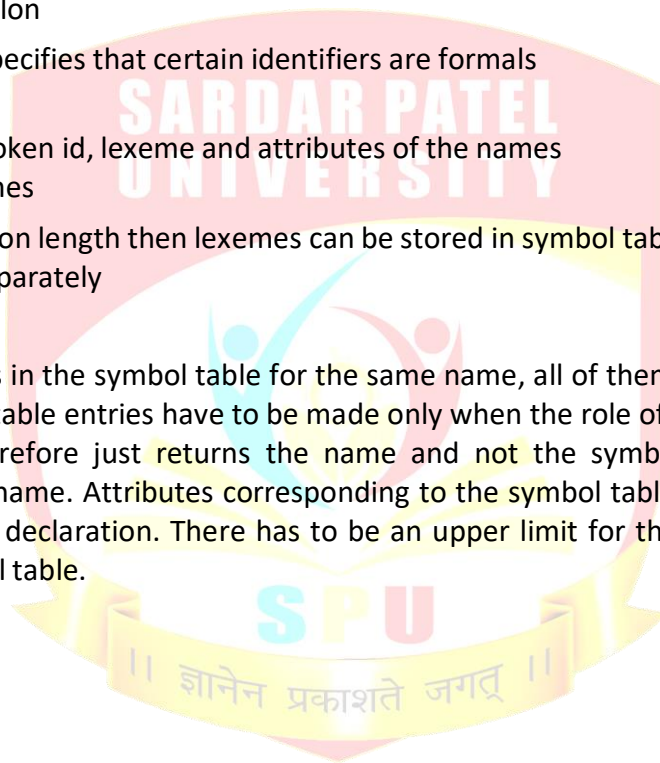 lon
pecifies that certain identifiers are formals
SARDAR PATEL
oken id, lexeme and attributes of the names
nes
UNIVERSITY
on length then lexemes can be stored in symbol tab
parately
s in the symbol table for the same name, all of ther
table entries have to be made only when the role of
refore just returns the name and not the symb
name. Attributes corresponding to the symbol tabl
declaration. There has to be an upper limit for th
l table.
SPU
॥ ज्ञानेन प्रकाशते जगत् ॥